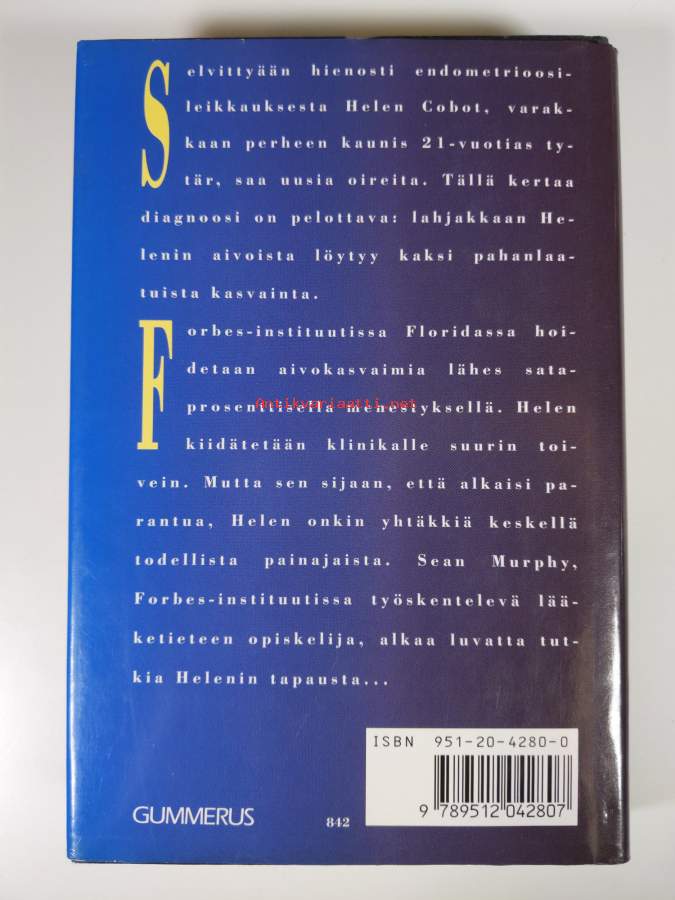 Selvittyään hienosti endometrioosi-
leikkauksesta Helen Cobot, varak-
kaan perheen kaunis 21-vuotias ty-
tär, saa uusia oireita. Tällä kertaa
diagnoosi on pelottava: lahjakkaan He-
lenin aivoista löytyy kaksi pahanlaa-
tuista kasvainta.
Forbes-instituutissa Floridassa hoi-
detaan aivokasvaimia lähes sata-
prosenttisella menestyksellä. Helen
Antikvariaatti.net
kiidätetään klinikalle suurin toi-
vein. Mutta sen sijaan, että alkaisi pa-
rantua, Helen onkin yhtäkkiä keskellä
todellista painajaista. Sean Murphy,
Forbes-instituutissa työskentelevä lää-
ketieteen opiskelija, alkaa luvatta tut-
kia Helenin tapausta...
ISBN 951-20-4280-0
9 789512 042807
GUMMERUS
842